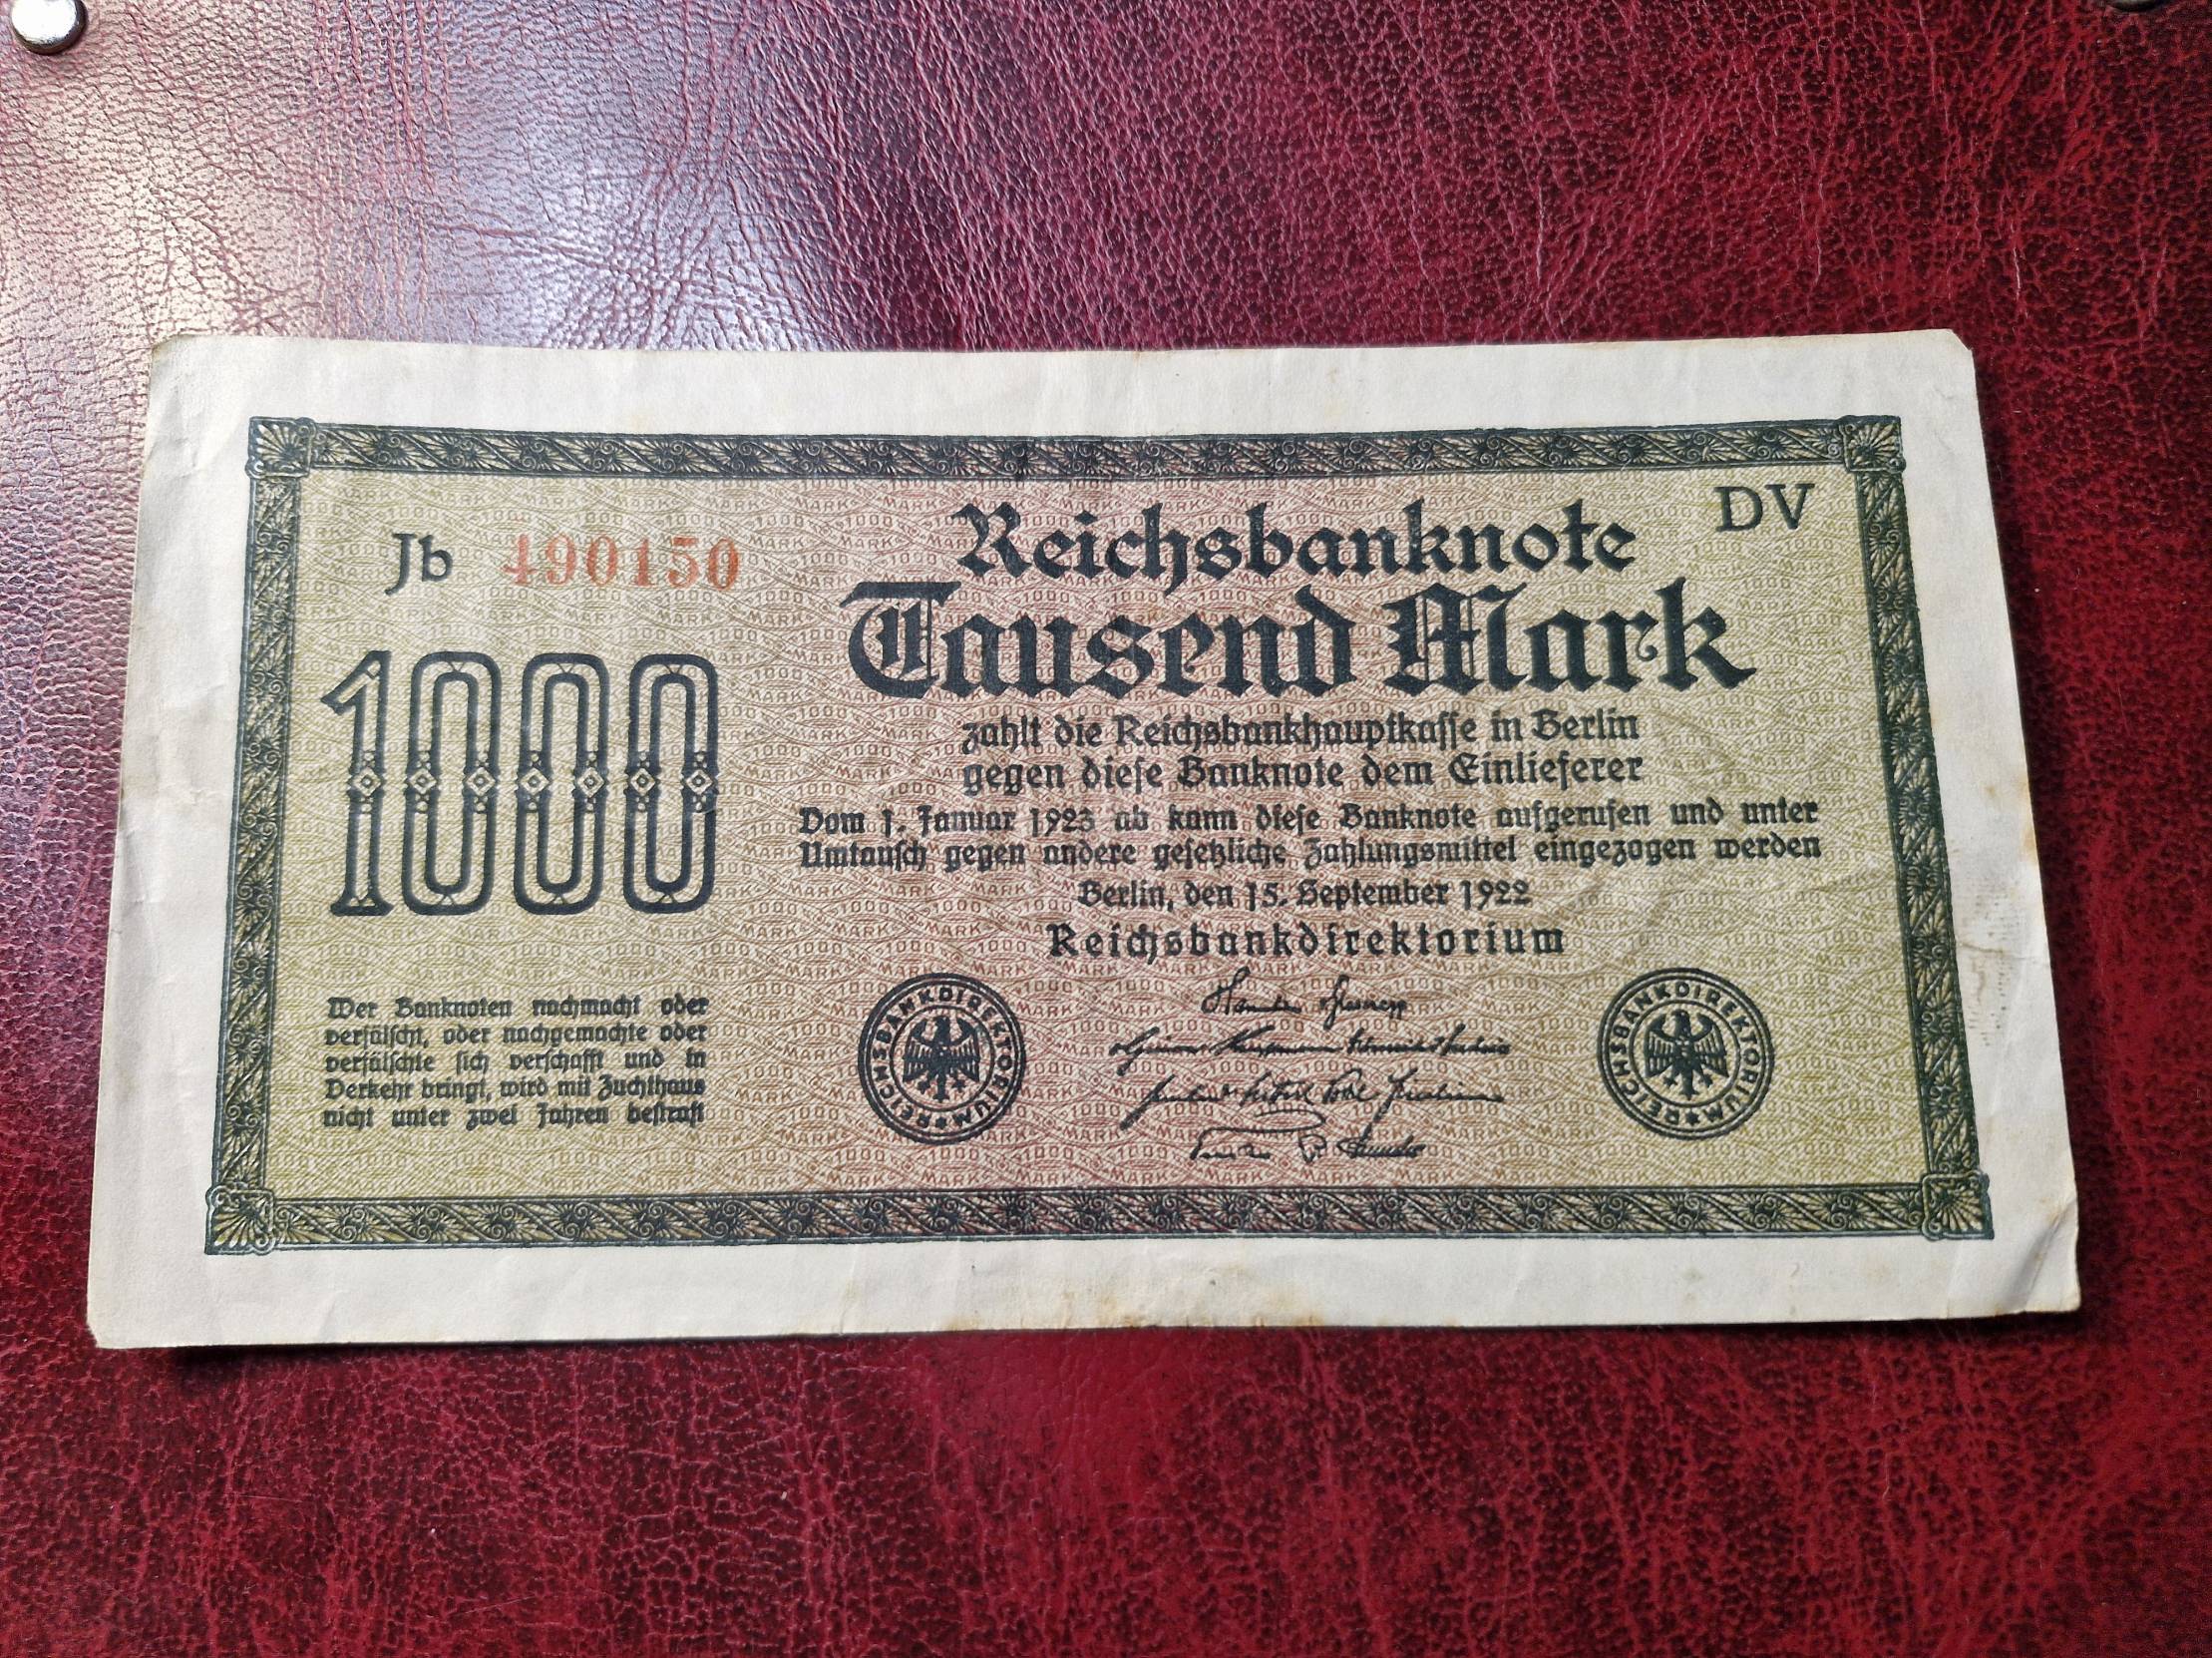 Reichsbanknote
DV
Jb 490150
Tausend Mark
1000
zahlt die Reichsbankhauptkasse in Berlin
gegen diese Banknote dem Einlieferer
Vom 1. Januar 1923 ab kann diese Banknote aufgerufen und unter
Umtausch gegen andere gesetzliche Zahlungsmittel eingezogen werden
Berlin, den 15. September 1922
Reichsbankdirektorium
Wer Banknoten nachmacht oder
verfälscht, oder nachgemachte oder
verfälschte sich verschafft und in
Verkehr bringt, wird mit Zuchthaus
nicht unter zwei Jahren bestraft
REICHSBANKDIREKTORIUM
REICHSBANKDIREKTORIUM